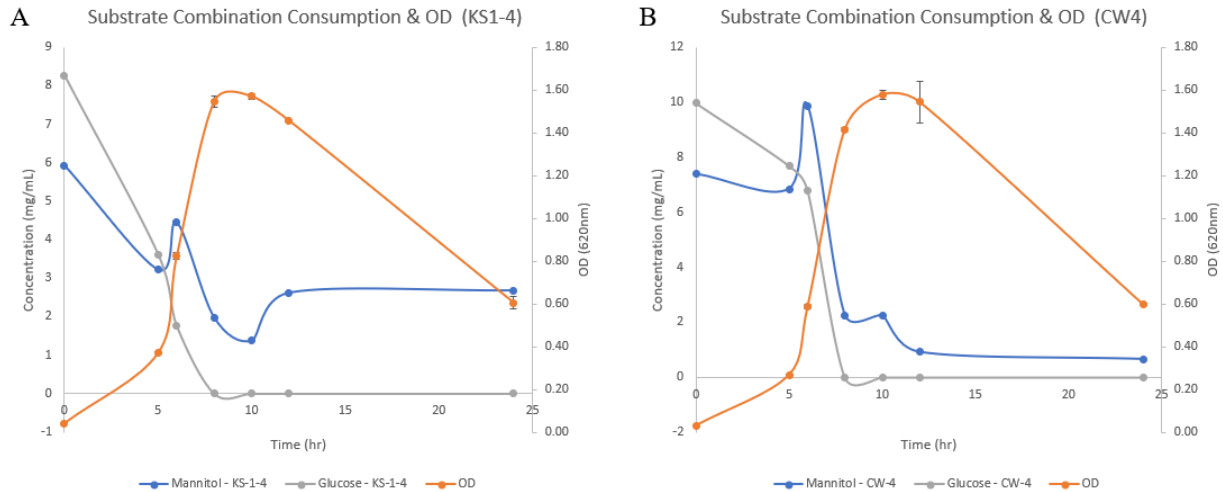 A
Substrate Combination Consumption & OD (KS1-4)
9
8
7
6
5
4
3
2
1
0
-1
Concentration (mg/mL)
1.80
1.60
1.40
1.20
1.00
0.80
0.60
0.40
0.20
0.00
OD (620nm)
0 5 10 15 20 25
Time (hr)
Mannitol - KS-1-4 Glucose - KS-1-4 OD
B
Substrate Combination Consumption & OD (CW4)
12
10
8
6
4
2
0
-2
Concentration (mg/mL)
1.80
1.60
1.40
1.20
1.00
0.80
0.60
0.40
0.20
0.00
OD (620nm)
0 5 10 15 20 25
Time (hr)
Mannitol - CW-4 Glucose - CW-4 OD